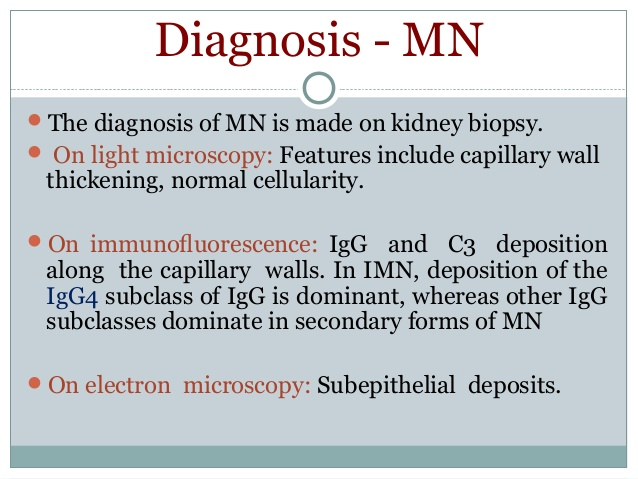 Diagnosis - MN
The diagnosis of MN is made on kidney biopsy.
On light microscopy: Features include capillary wall
thickening, normal cellularity.
On immunofluorescence: IgG and C3 deposition
along the capillary walls. In IMN, deposition of the
IgG4 subclass of IgG is dominant, whereas other IgG
subclasses dominate in secondary forms of MN
On electron microscopy: Subepithelial deposits.